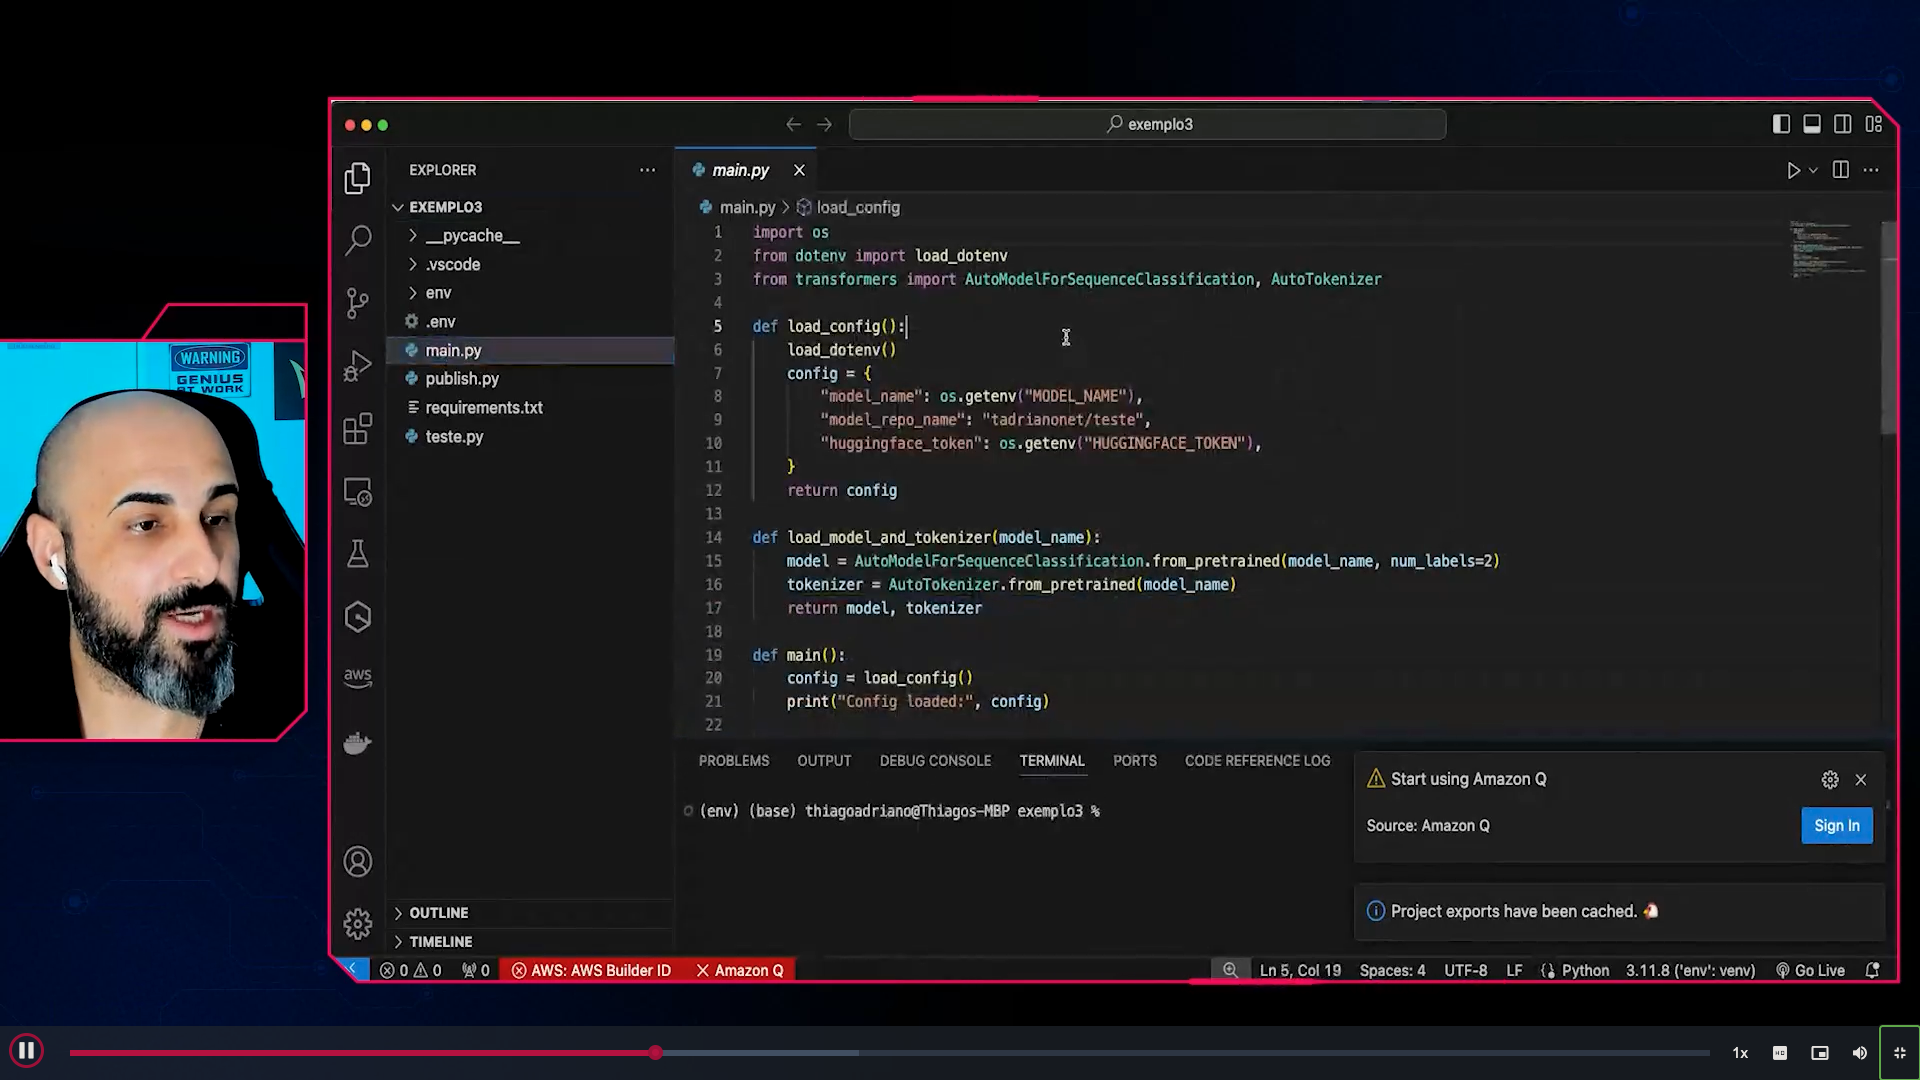 exemplo3
EXPLORER
main.py
EXEMPLO3
__pycache__
.vscode
env
.env
main.py
publish.py
requirements.txt
teste.py
OUTLINE
TIMELINE
main.py > load_config
1 import os
2 from dotenv import load_dotenv
3 from transformers import AutoModelForSequenceClassification, AutoTokenizer
4
5 def load_config():
6 load_dotenv()
7 config = {
8 "model_name": os.getenv("MODEL_NAME"),
9 "model_repo_name": "tadrianonet/teste",
10 "huggingface_token": os.getenv("HUGGINGFACE_TOKEN"),
11 }
12 return config
13
14 def load_model_and_tokenizer(model_name):
15 model = AutoModelForSequenceClassification.from_pretrained(model_name, num_labels=2)
16 tokenizer = AutoTokenizer.from_pretrained(model_name)
17 return model, tokenizer
18
19 def main():
20 config = load_config()
21 print("Config loaded:", config)
22
PROBLEMS OUTPUT DEBUG CONSOLE TERMINAL PORTS CODE REFERENCE LOG
(env) (base) thiagoadriano@Thiagos-MBP exemplo3 %
Start using Amazon Q
Source: Amazon Q
Sign In
Project exports have been cached.
0 0 0 AWS: AWS Builder ID Amazon Q
Ln 5, Col 19 Spaces: 4 UTF-8 LF Python 3.11.8 ('env': venv) Go Live
aws
WARNING
GENIUS
AT WORK
1x